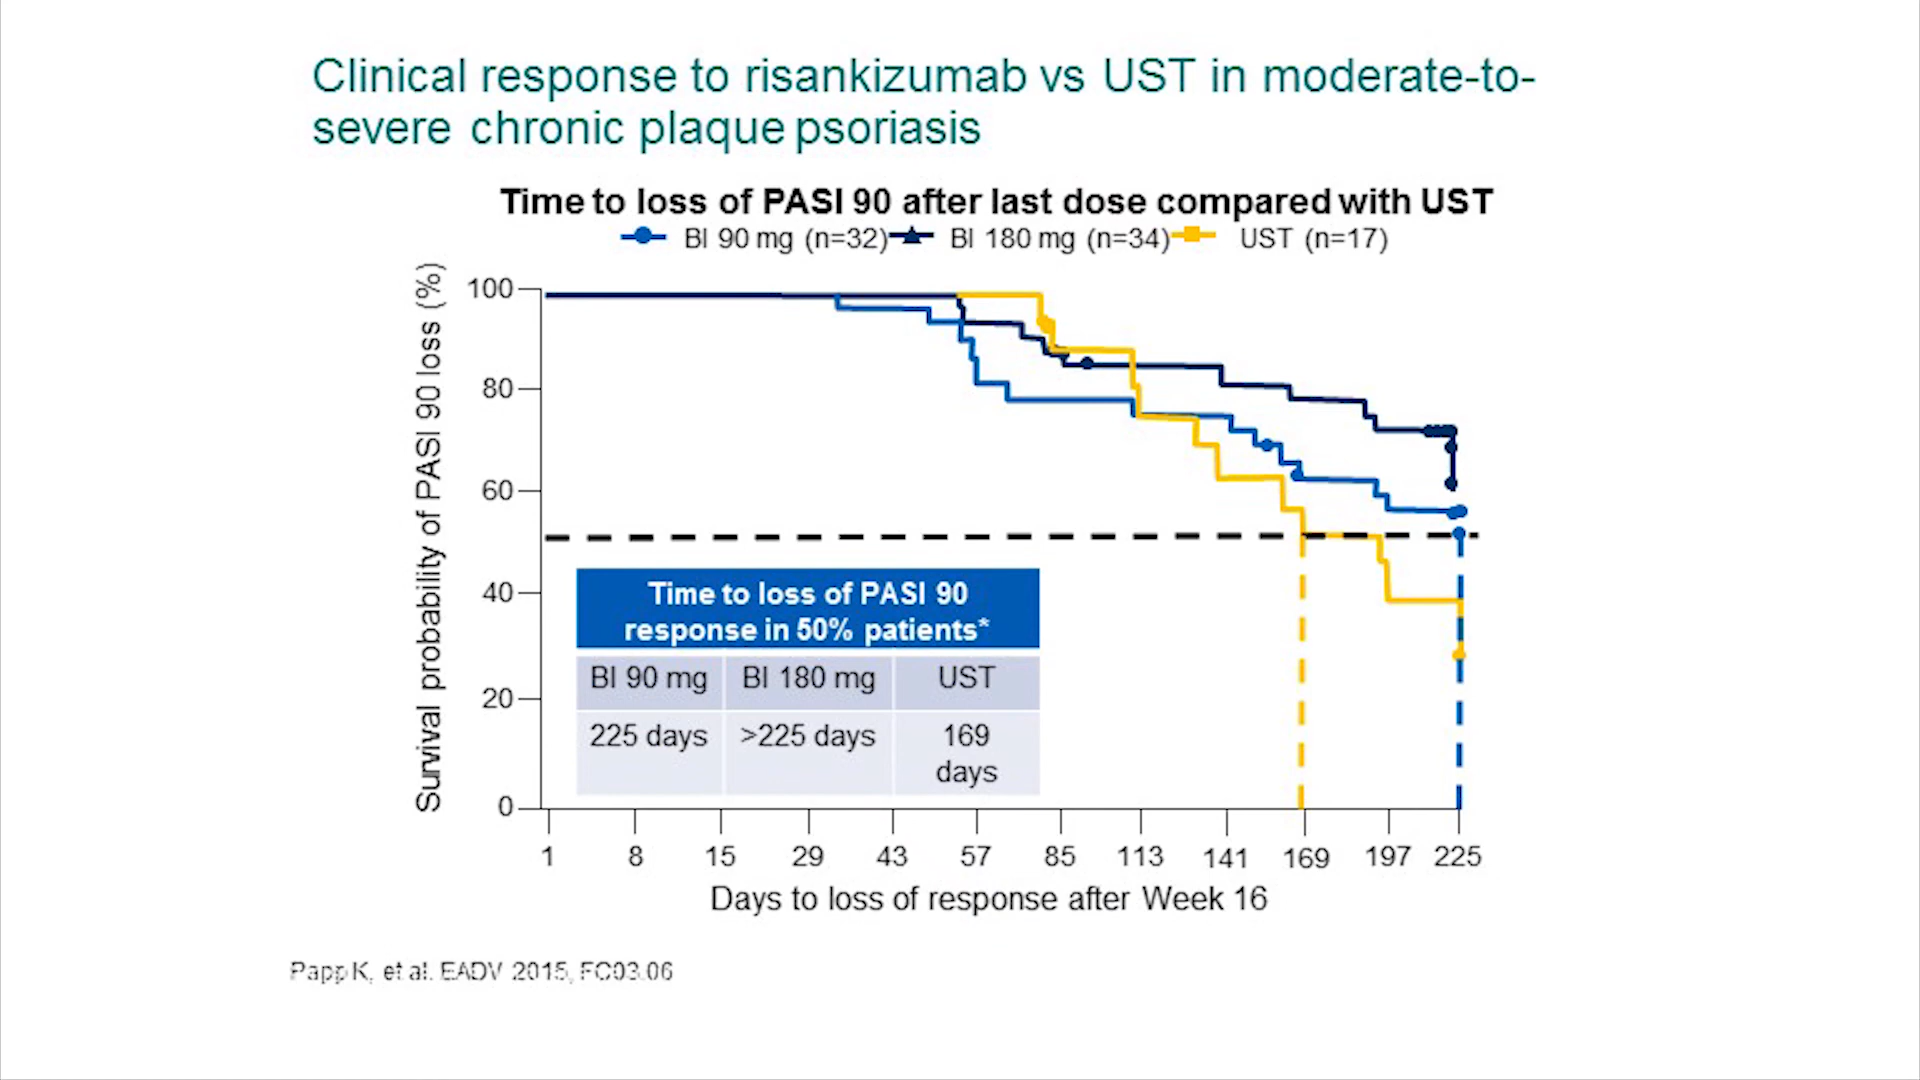 Clinical response to risankizumab vs UST in moderate-to-
severe chronic plaque psoriasis
Time to loss of PASI 90 after last dose compared with UST
BI 90 mg (n=32) BI 180 mg (n=34) UST (n=17)
Survival probability of PASI 90 loss (%)
100
80
60
40
20
0
Time to loss of PASI 90
response in 50% patients*
BI 90 mg BI 180 mg UST
225 days >225 days 169
days
1 8 15 29 43 57 85 113 141 169 197 225
Days to loss of response after Week 16
Papp K, et al. EADV 2015, FC03.06